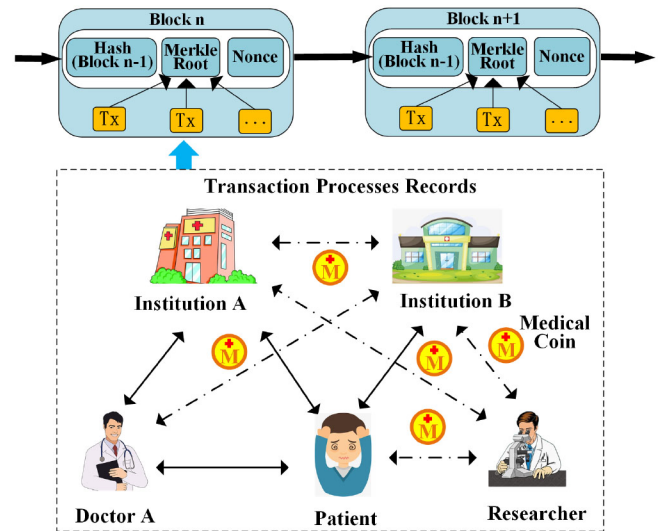 Block n
Block n+1
Hash
(Block n-1)
Merkle
Root
Nonce
Hash
(Block n-1)
Merkle
Root
Nonce
Tx
Tx
...
Tx
Tx
...
Transaction Processes Records
M
Institution A
Institution B
M
M
M
Medical
Coin
M
Doctor A
Patient
Researcher